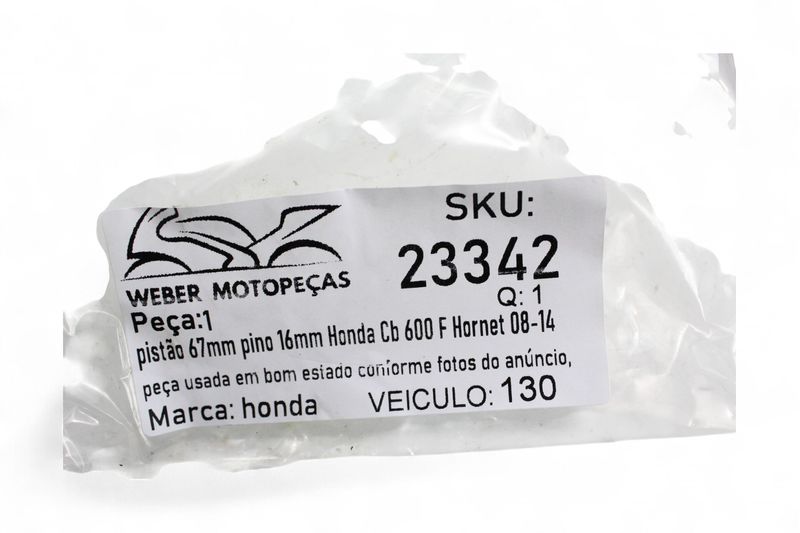 WEBER MOTOPEÇAS
SKU:
23342
Q: 1
Peça:1
pistão 67mm pino 16mm Honda Cb 600 F Hornet 08-14
peça usada em bom estado conforme fotos do anúncio,
Marca: honda
VEICULO: 130